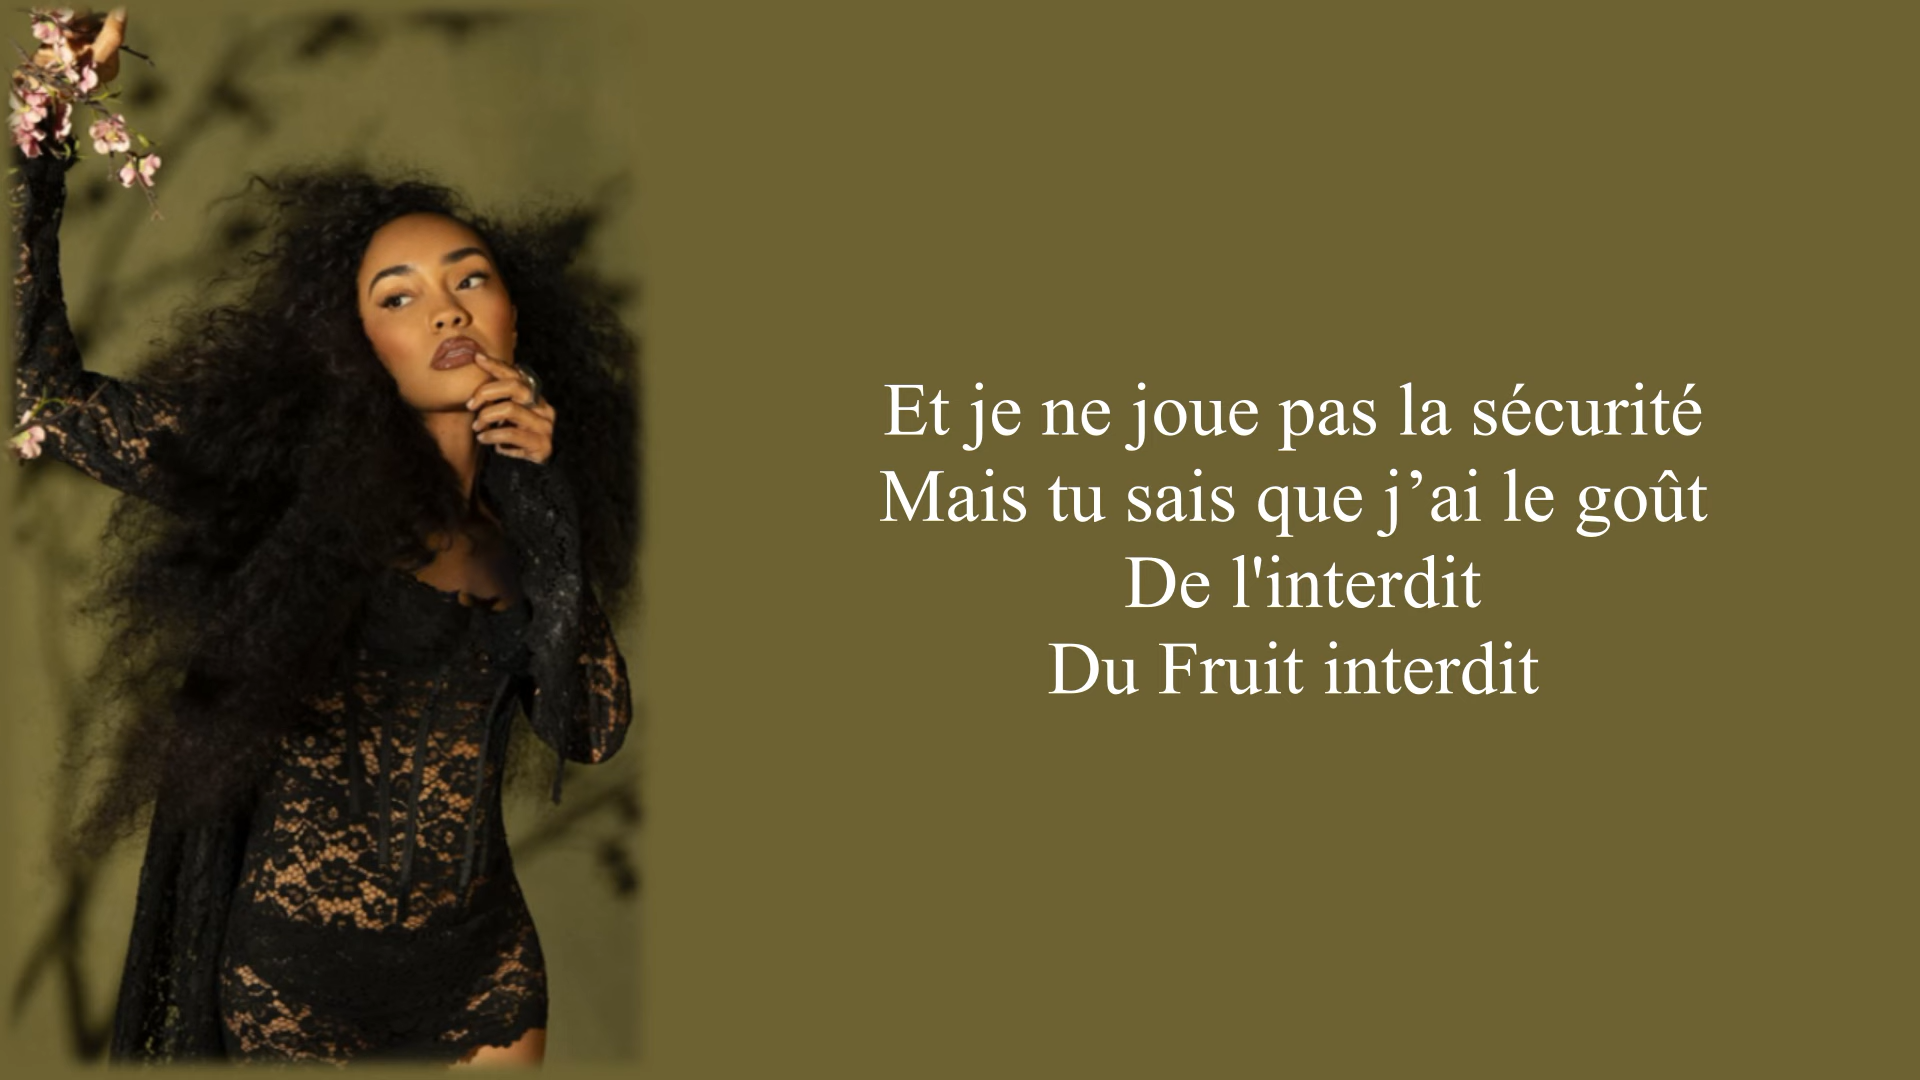 Et je ne joue pas la sécurité
Mais tu sais que j’ai le goût
De l'interdit
Du Fruit interdit